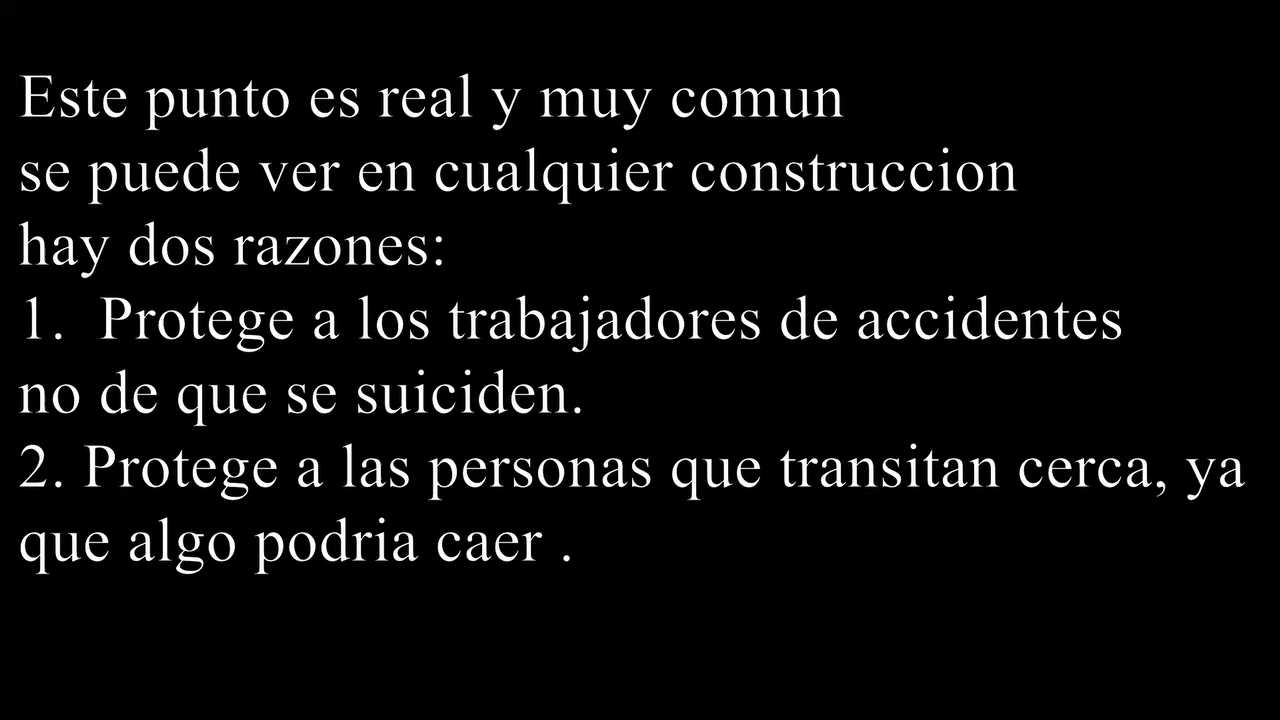 Este punto es real y muy comun
se puede ver en cualquier construccion
hay dos razones:
1.  Protege a los trabajadores de accidentes
no de que se suiciden.
2. Protege a las personas que transitan cerca, ya
que algo podria caer .